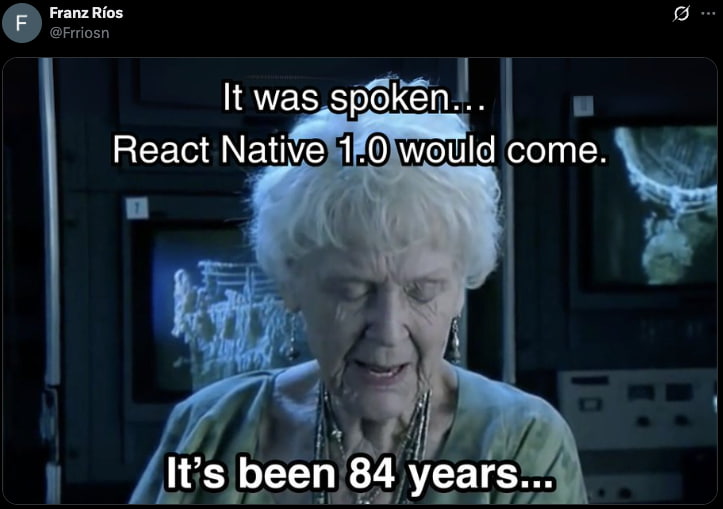 F
Franz Ríos
@Frriosn
It was spoken...
React Native 1.0 would come.
It's been 84 years...